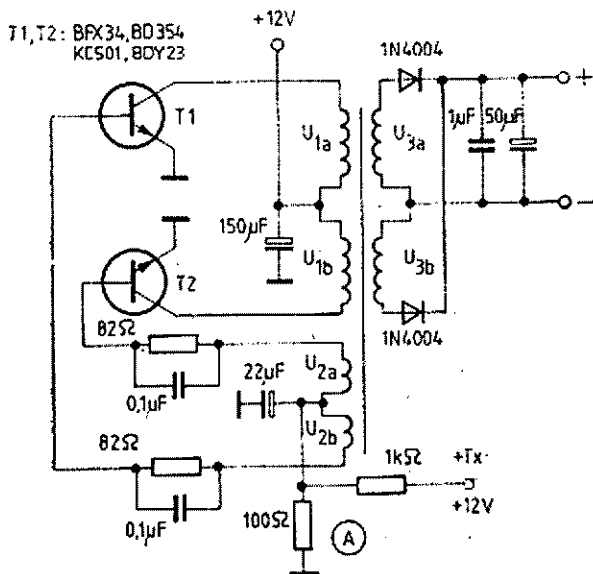 T1,T2: BFX34, BD354
KC501, BDY23
+12V
1N4004
+
T1
U1a
U3a
1µF
50µF
−
150µF
T2
U1b
U3b
82Ω
1N4004
0,1µF
22µF
U2a
U2b
82Ω
0,1µF
1kΩ
+Tx
+12V
100Ω
A